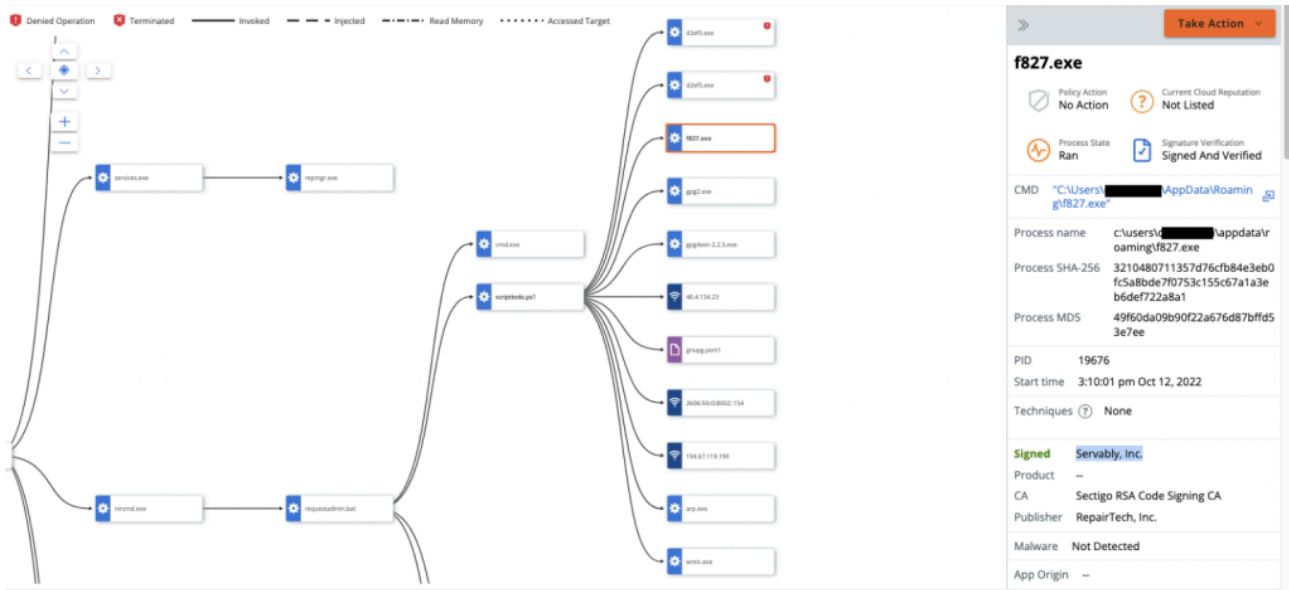 Denied Operation Terminated Invoked Injected Read Memory Accessed Target
d2ef5.exe
d2ef5.exe
f827.exe
services.exe
repmgr.exe
gpg2.exe
cmd.exe
gpg4win-2.2.5.exe
scripttodo.ps1
46.4.134.23
gnupg.psm1
2606:50c0:8002::154
194.67.119.190
nircmd.exe
requestadmin.bat
arp.exe
wmic.exe
Take Action
f827.exe
Policy Action
No Action
Current Cloud Reputation
Not Listed
Process State
Ran
Signature Verification
Signed And Verified
CMD "C:\Users\ \AppData\Roamin
g\f827.exe"
Process name c:\users\ \appdata\r
oaming\f827.exe
Process SHA-256 3210480711357d76cfb84e3eb0
fc5a8bde7f0753c155c67a1a3e
b6def722a8a1
Process MD5 49f60da09b90f22a676d87bffd5
3e7ee
PID 19676
Start time 3:10:01 pm Oct 12, 2022
Techniques ? None
Signed Servably, Inc.
Product --
CA Sectigo RSA Code Signing CA
Publisher RepairTech, Inc.
Malware Not Detected
App Origin --